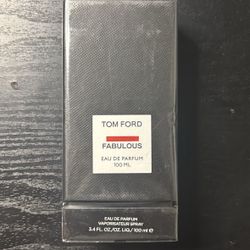 TOM FORD
FABULOUS
EAU DE PARFUM
100 ML
EAU DE PARFUM
VAPORISATEUR SPRAY
3.4 FL. OZ./OZ. LIQ./ 100 ml ℮